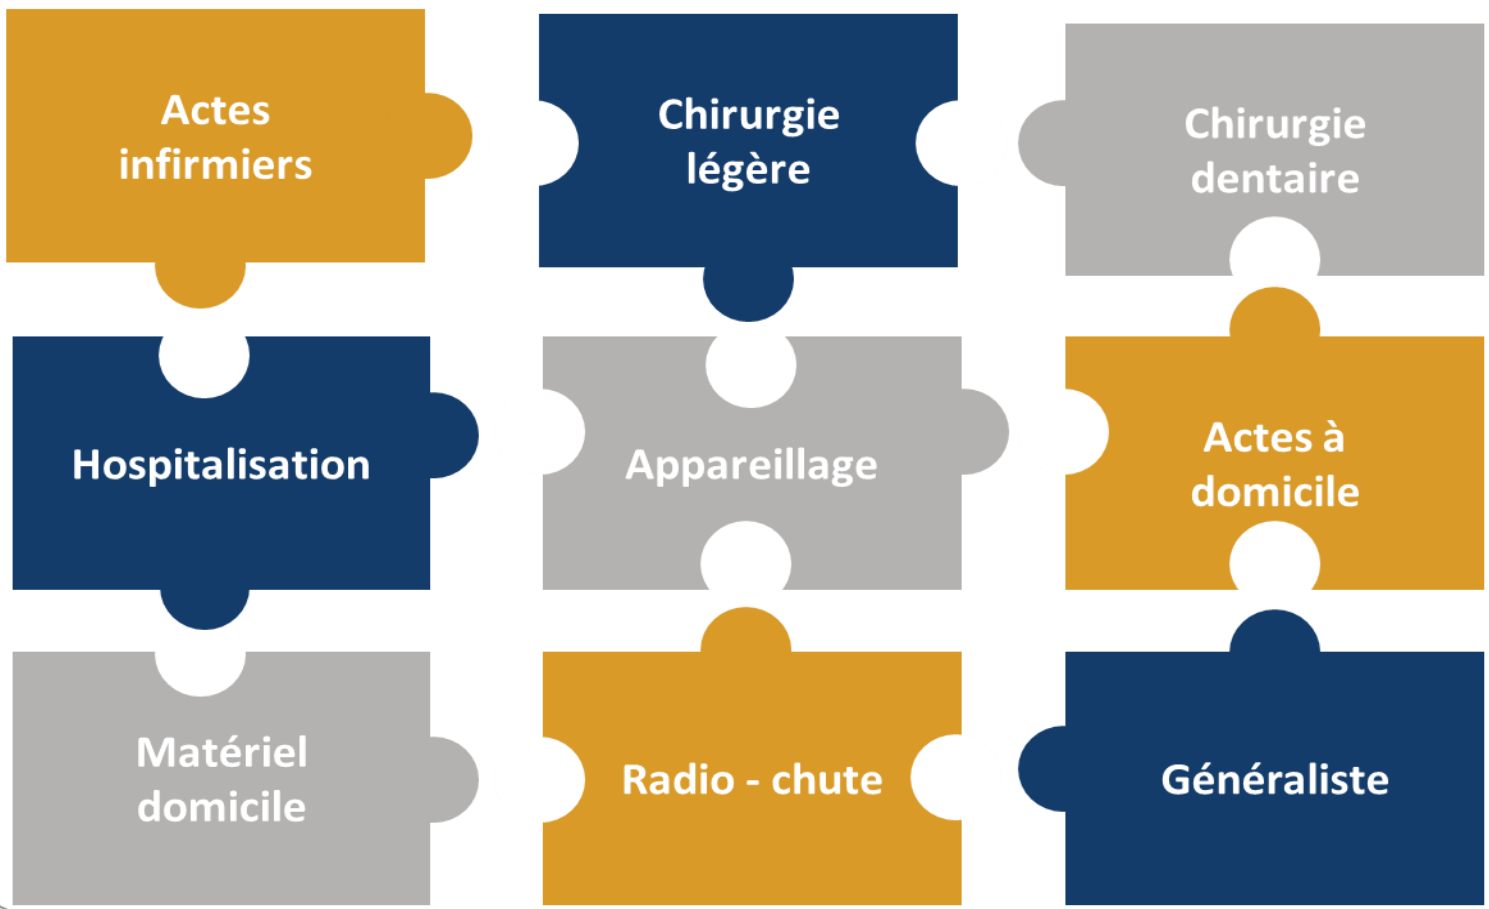 Actes
infirmiers
Chirurgie
légère
Chirurgie
dentaire
Hospitalisation
Appareillage
Actes à
domicile
Matériel
domicile
Radio - chute
Généraliste